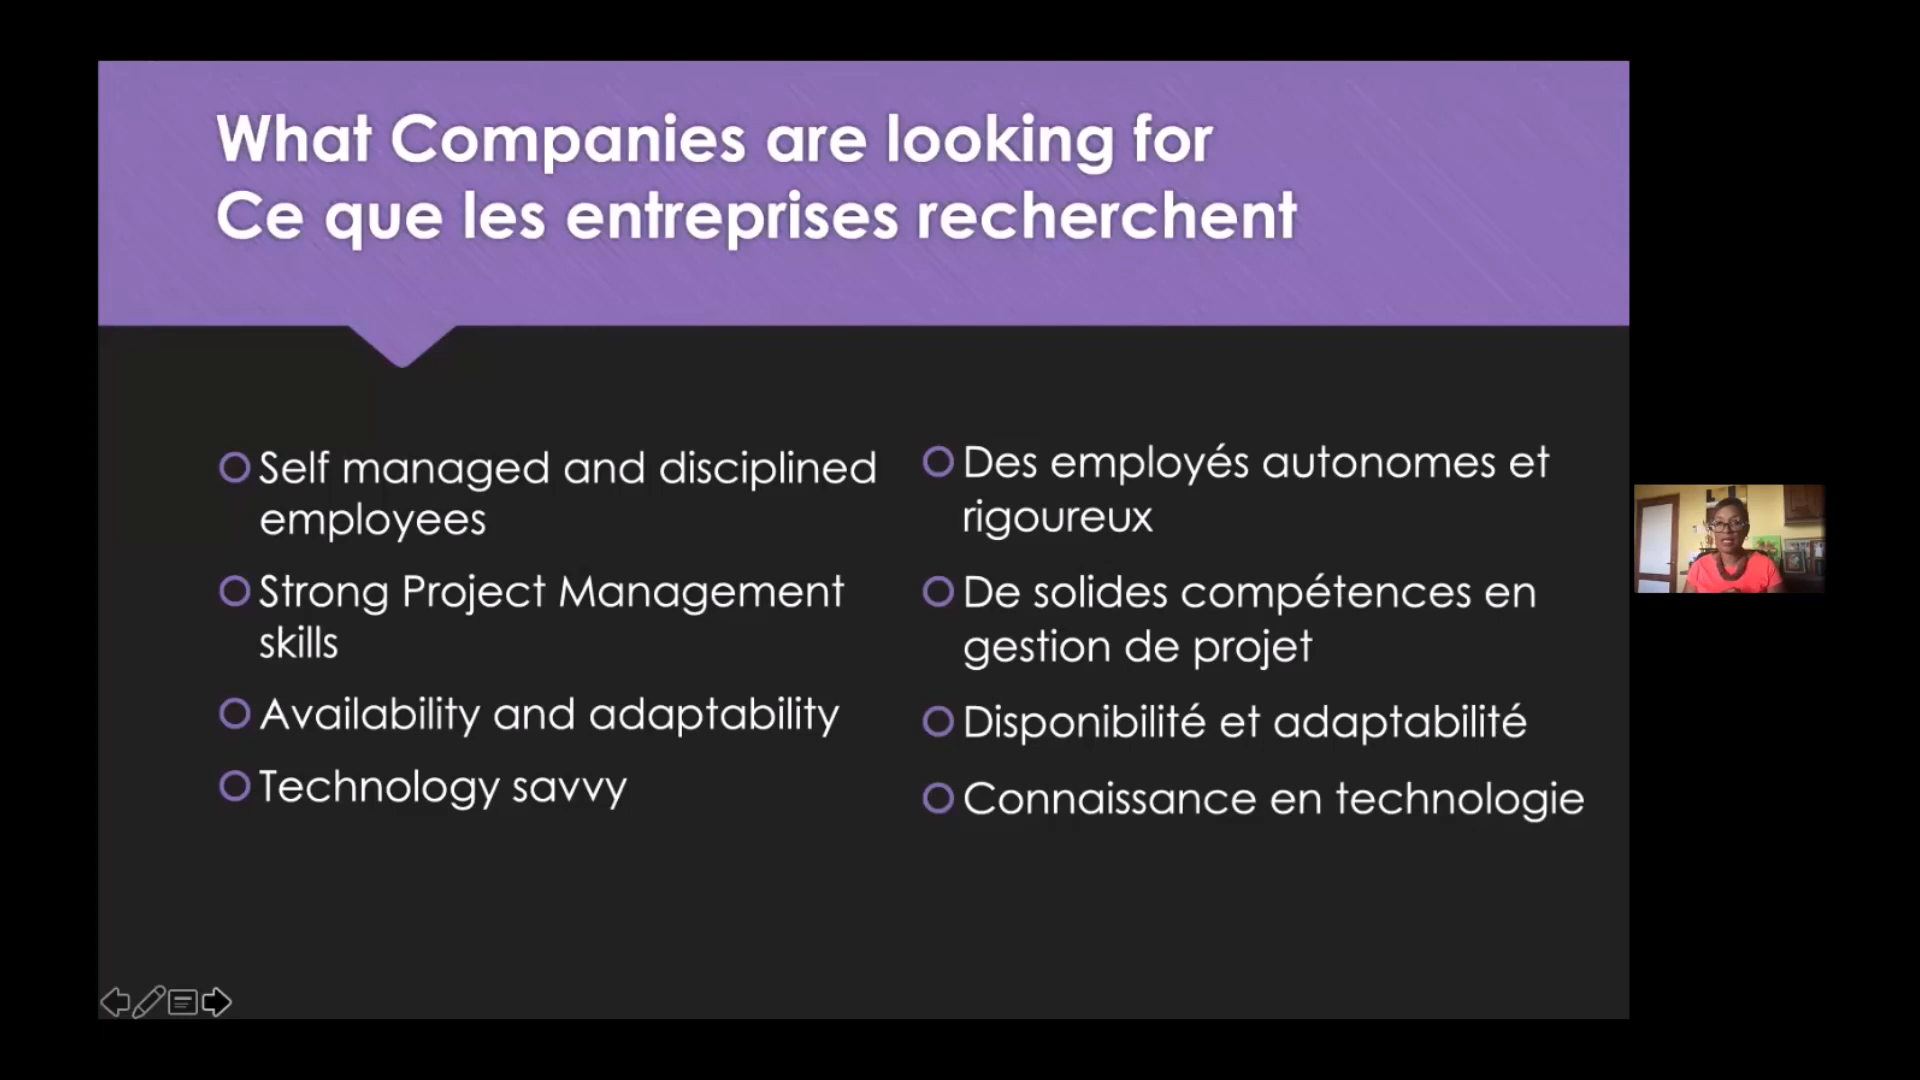 What Companies are looking for
Ce que les entreprises recherchent
Self managed and disciplined
employees
Strong Project Management
skills
Availability and adaptability
Technology savvy
Des employés autonomes et
rigoureux
De solides compétences en
gestion de projet
Disponibilité et adaptabilité
Connaissance en technologie